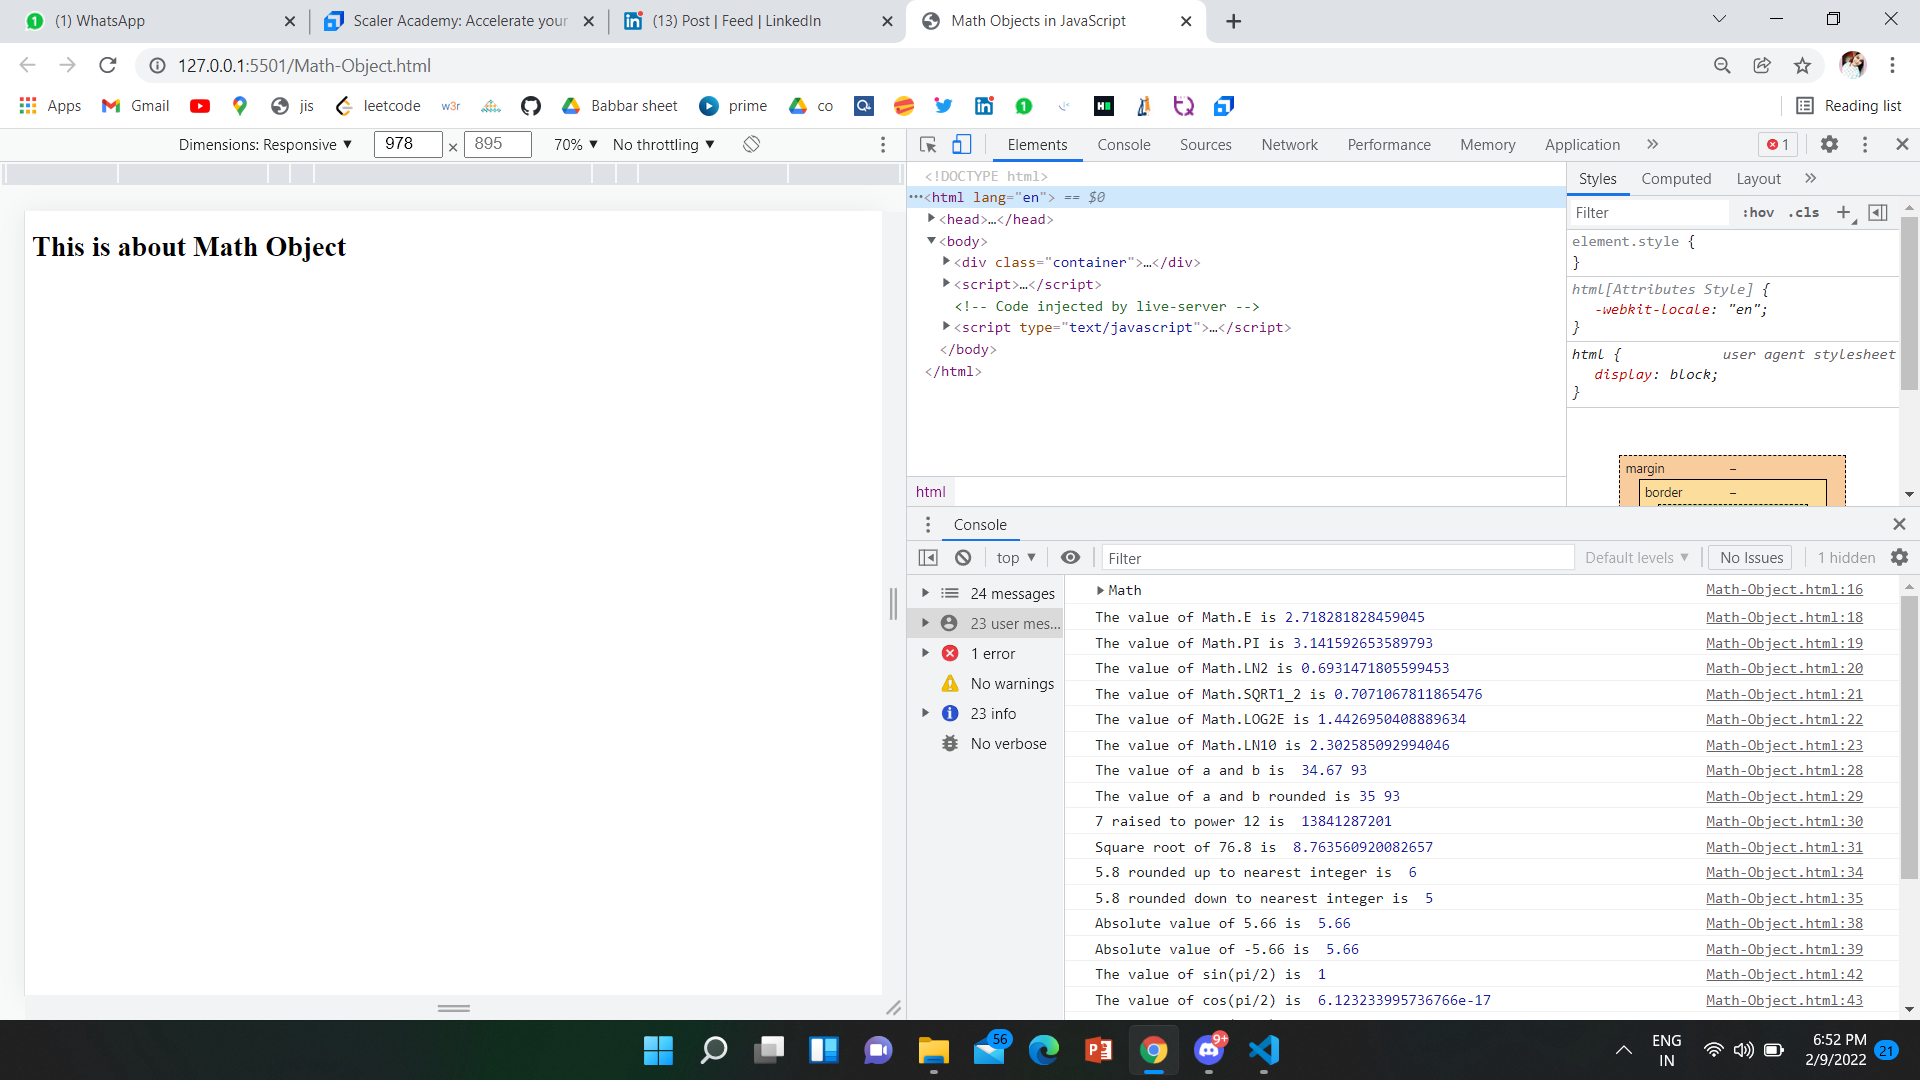 (1) WhatsApp
Scaler Academy: Accelerate your
(13) Post | Feed | LinkedIn
Math Objects in JavaScript
127.0.0.1:5501/Math-Object.html
Apps
Gmail
jis
leetcode
w3r
Babbar sheet
prime
co
Reading list
Dimensions: Responsive ▼
978
×
895
70% ▼
No throttling ▼
Elements
Console
Sources
Network
Performance
Memory
Application
»
1
This is about Math Object
<!DOCTYPE html>
…<html lang="en"> == $0
<head>…</head>
<body>
<div class="container">…</div>
<script>…</script>
<!-- Code injected by live-server -->
<script type="text/javascript">…</script>
</body>
</html>
html
Styles
Computed
Layout
»
Filter
:hov
.cls
+
element.style {
}
html[Attributes Style] {
-webkit-locale: "en";
}
html {
user agent stylesheet
display: block;
}
margin
–
border
–
Console
top ▼
Filter
Default levels ▼
No Issues
1 hidden
24 messages
23 user mes...
1 error
No warnings
23 info
No verbose
Math Math-Object.html:16
The value of Math.E is 2.718281828459045 Math-Object.html:18
The value of Math.PI is 3.141592653589793 Math-Object.html:19
The value of Math.LN2 is 0.6931471805599453 Math-Object.html:20
The value of Math.SQRT1_2 is 0.7071067811865476 Math-Object.html:21
The value of Math.LOG2E is 1.4426950408889634 Math-Object.html:22
The value of Math.LN10 is 2.302585092994046 Math-Object.html:23
The value of a and b is  34.67 93 Math-Object.html:28
The value of a and b rounded is 35 93 Math-Object.html:29
7 raised to power 12 is  13841287201 Math-Object.html:30
Square root of 76.8 is  8.763560920082657 Math-Object.html:31
5.8 rounded up to nearest integer is  6 Math-Object.html:34
5.8 rounded down to nearest integer is  5 Math-Object.html:35
Absolute value of 5.66 is  5.66 Math-Object.html:38
Absolute value of -5.66 is  5.66 Math-Object.html:39
The value of sin(pi/2) is  1 Math-Object.html:42
The value of cos(pi/2) is  6.123233995736766e-17 Math-Object.html:43
56
9+
ENG
IN
6:52 PM
2/9/2022
21